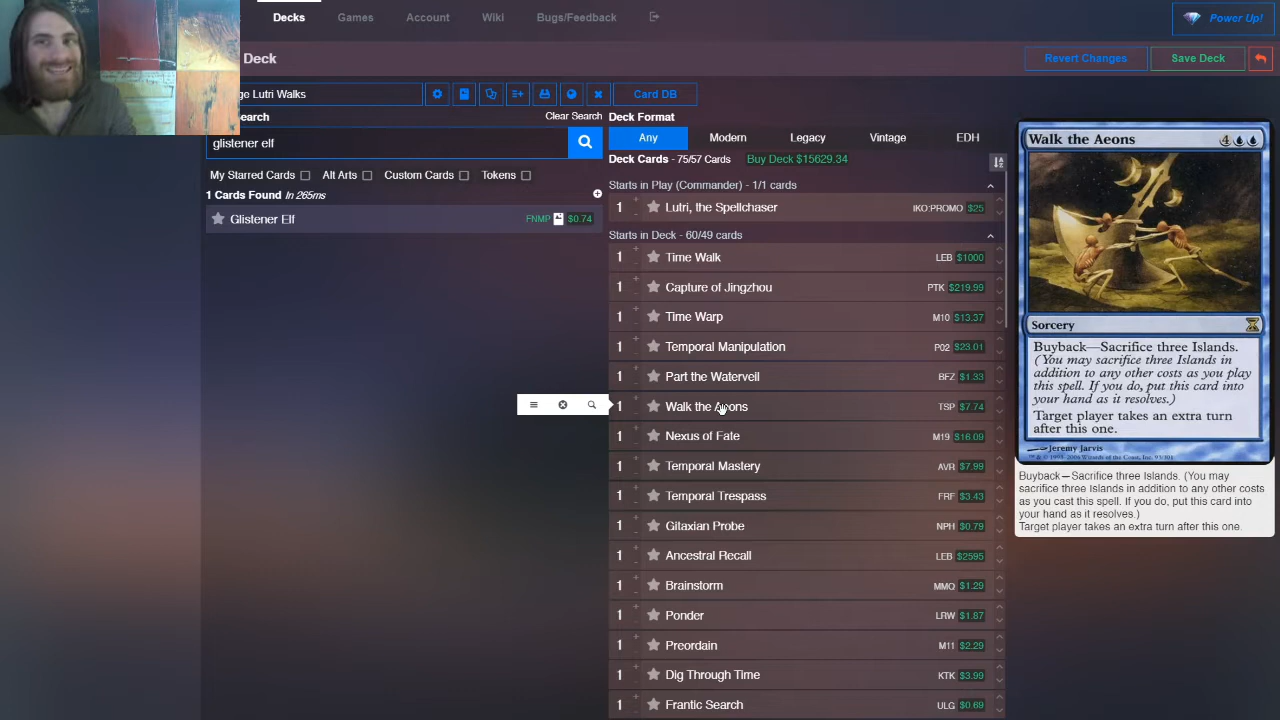 Decks
Games
Account
Wiki
Bugs/Feedback
Power Up!
Deck
Revert Changes
Save Deck
ge Lutri Walks
Card DB
Search
Clear Search
glistener elf
My Starred Cards
Alt Arts
Custom Cards
Tokens
1 Cards Found In 265ms
Glistener Elf FNMP $0.74
Deck Format
Any
Modern
Legacy
Vintage
EDH
Deck Cards - 75/57 Cards Buy Deck $15629.34
Starts in Play (Commander) - 1/1 cards
1 Lutri, the Spellchaser IKO:PROMO $25
Starts in Deck - 60/49 cards
1 Time Walk LEB $1000
1 Capture of Jingzhou PTK $219.99
1 Time Warp M10 $13.37
1 Temporal Manipulation P02 $23.01
1 Part the Waterveil BFZ $1.33
1 Walk the Aeons TSP $7.74
1 Nexus of Fate M19 $16.09
1 Temporal Mastery AVR $7.99
1 Temporal Trespass FRF $3.43
1 Gitaxian Probe NPH $0.79
1 Ancestral Recall LEB $2595
1 Brainstorm MMQ $1.29
1 Ponder LRW $1.87
1 Preordain M11 $2.29
1 Dig Through Time KTK $3.99
1 Frantic Search ULG $0.69
Walk the Aeons 4
Sorcery
Buyback—Sacrifice three Islands.
(You may sacrifice three Islands in
addition to any other costs as you play
this spell. If you do, put this card into
your hand as it resolves.)
Target player takes an extra turn
after this one.
Jeremy Jarvis
Buyback—Sacrifice three Islands. (You may
sacrifice three Islands in addition to any other costs
as you cast this spell. If you do, put this card into
your hand as it resolves.)
Target player takes an extra turn after this one.